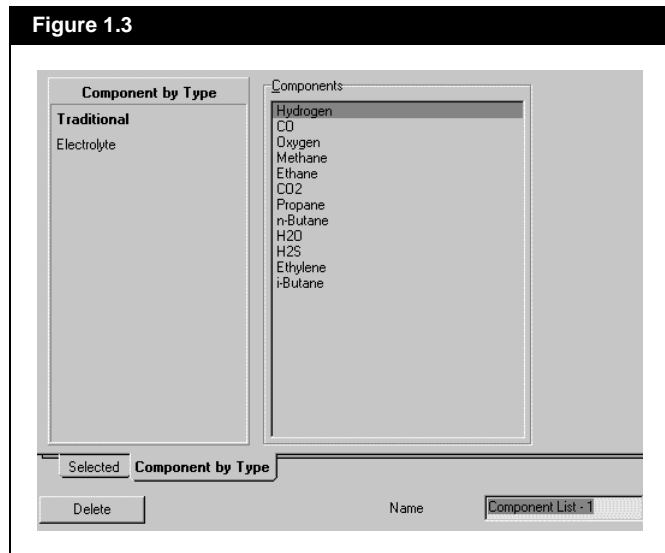 Figure 1.3
Component by Type
Traditional
Electrolyte
Components
Hydrogen
CO
Oxygen
Methane
Ethane
CO2
Propane
n-Butane
H2O
H2S
Ethylene
i-Butane
Selected
Component by Type
Delete
Name
Component List - 1